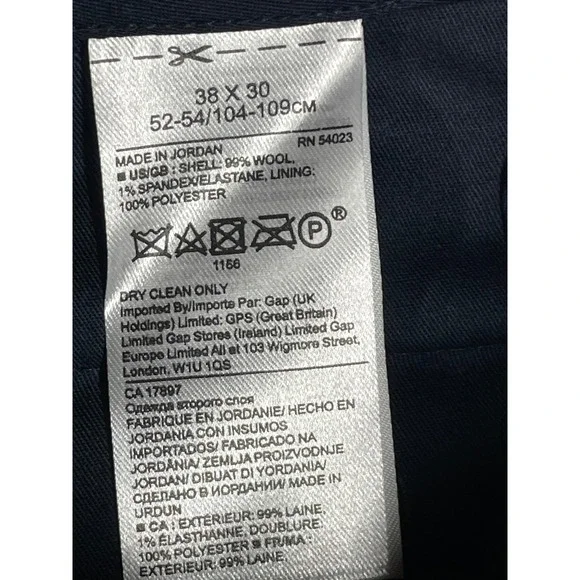 38 X 30
52-54/104-109CM
RN 54023
MADE IN JORDAN
■ US/GB : SHELL: 99% WOOL,
1% SPANDEX/ELASTANE, LINING:
100% POLYESTER
P®
1156
DRY CLEAN ONLY
Imported By/Importe Par: Gap (UK
Holdings) Limited: GPS (Great Britain)
Limited Gap Stores (Ireland) Limited Gap
Europe Limited All at 103 Wigmore Street,
London, W1U 1QS
CA 17897
Одежда второго слоя
FABRIQUE EN JORDANIE/ HECHO EN
JORDANIA CON INSUMOS
IMPORTADOS/ FABRICADO NA
JORDÂNIA/ ZEMLJA PROIZVODNJE
JORDAN/ DIBUAT DI YORDANIA/
СДЕЛАНО В ИОРДАНИИ/ MADE IN
URDUN
■ CA : EXTERIEUR: 99% LAINE,
1% ÉLASTHANNE, DOUBLURE:
100% POLYESTER ■ FR/MA :
EXTÉRIEUR: 99% LAINE,